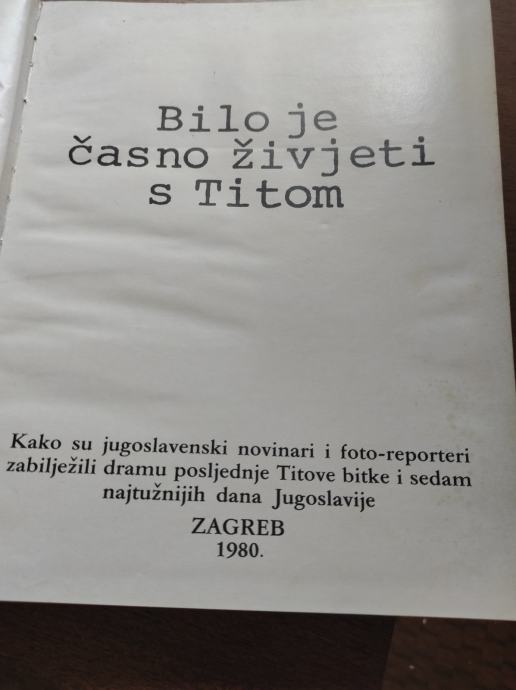 Bilo je
časno živjeti
s Titom
Kako su jugoslavenski novinari i foto-reporteri
zabilježili dramu posljednje Titove bitke i sedam
najtužnijih dana Jugoslavije
ZAGREB
1980.